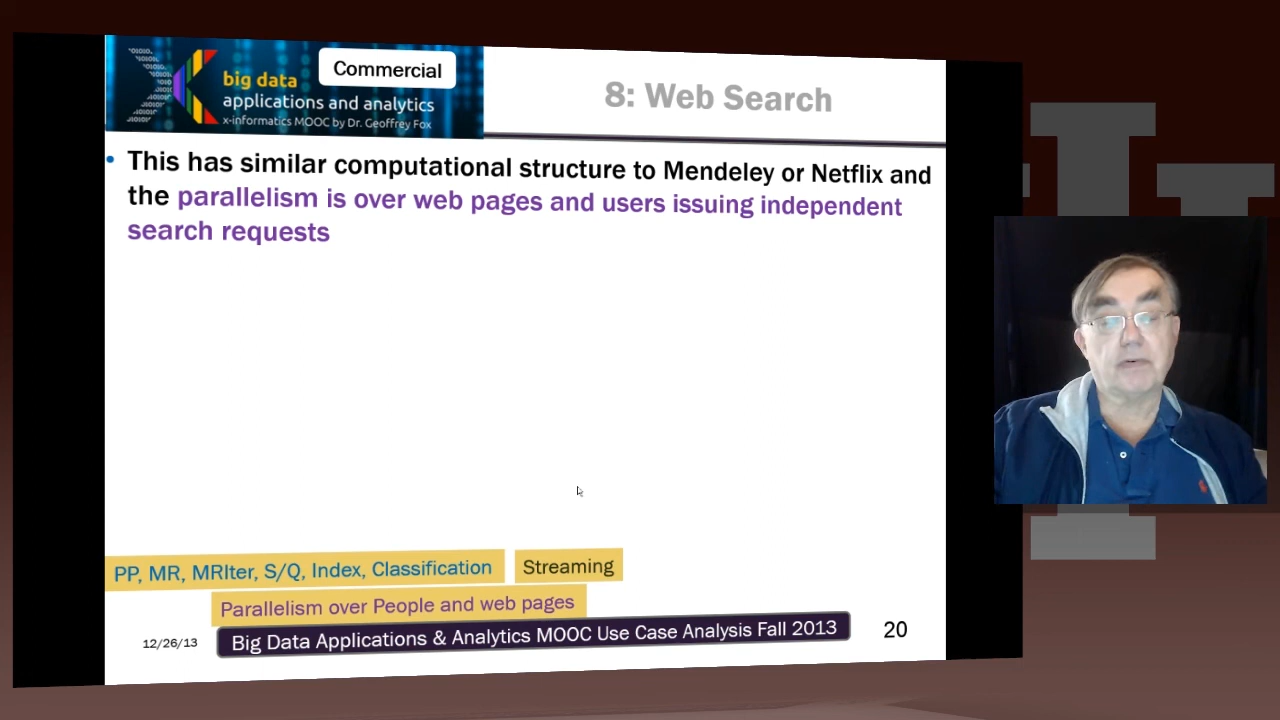 Commercial
big data
applications and analytics
x-informatics MOOC by Dr. Geoffrey Fox
8: Web Search
• This has similar computational structure to Mendeley or Netflix and
the parallelism is over web pages and users issuing independent
search requests
PP, MR, MRIter, S/Q, Index, Classification
Streaming
Parallelism over People and web pages
12/26/13
Big Data Applications & Analytics MOOC Use Case Analysis Fall 2013
20